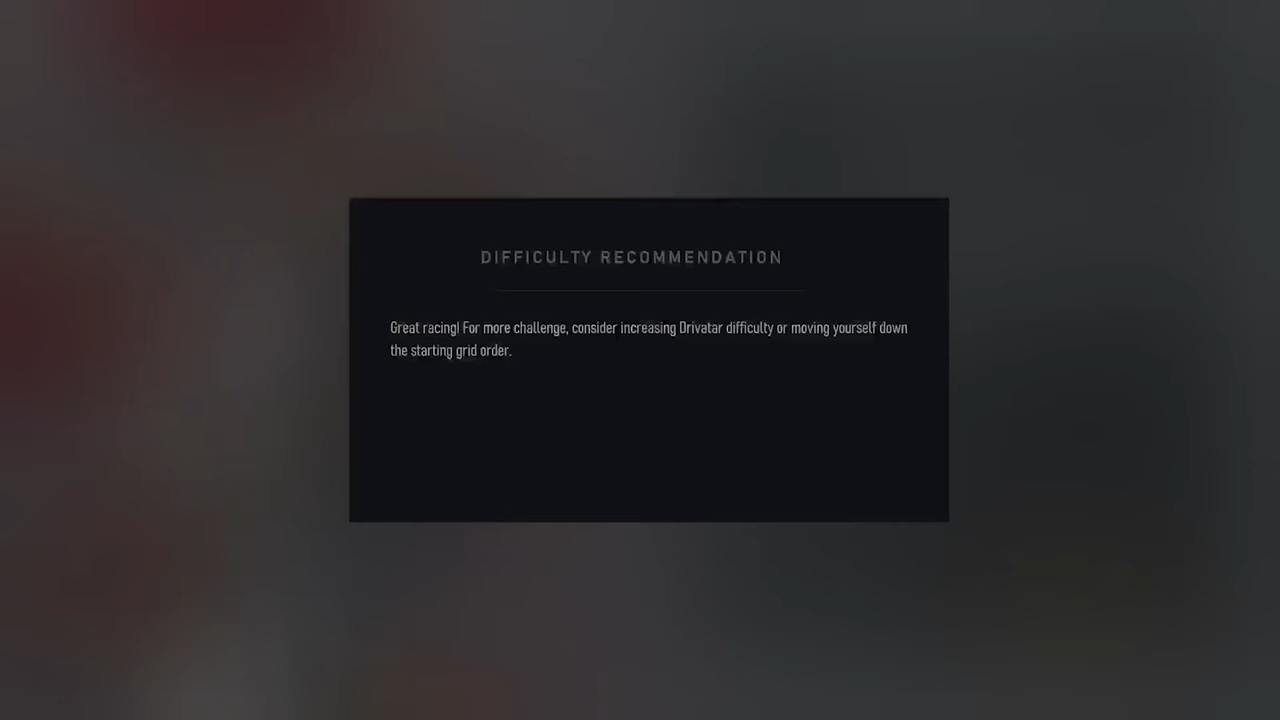 DIFFICULTY RECOMMENDATION
Great racing! For more challenge, consider increasing Drivatar difficulty or moving yourself down
the starting grid order.